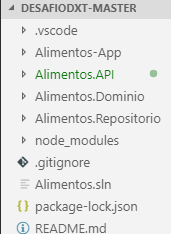 DESAFIODXT-MASTER
.vscode
Alimentos-App
Alimentos.API
Alimentos.Dominio
Alimentos.Repositorio
node_modules
.gitignore
Alimentos.sln
{} package-lock.json
README.md